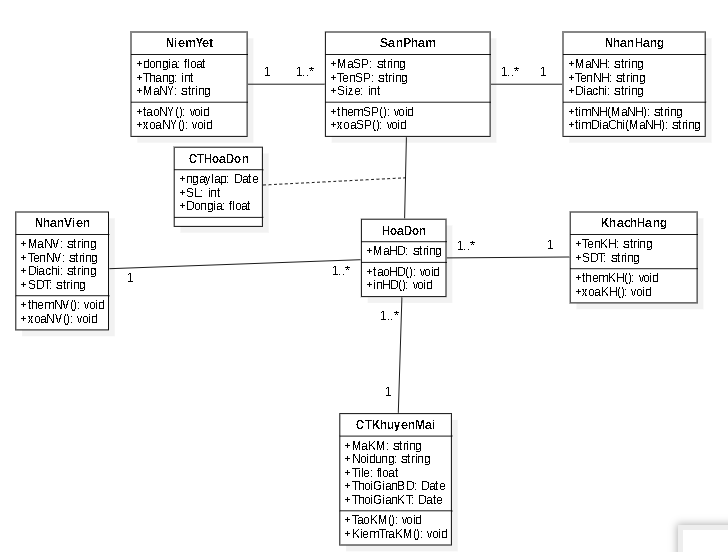 NiemYet
+dongia: float
+Thang: int
+MaNY: string
+taoNY(): void
+xoaNY(): void
1
1..*
SanPham
+MaSP: string
+TenSP: string
+Size: int
+themSP(): void
+xoaSP(): void
1..*
1
NhanHang
+MaNH: string
+TenNH: string
+Diachi: string
+timNH(MaNH): string
+timDiaChi(MaNH): string
CTHoaDon
+ngaylap: Date
+SL: int
+Dongia: float
NhanVien
+MaNV: string
+TenNV: string
+Diachi: string
+SDT: string
+themNV(): void
+xoaNV(): void
1
1..*
HoaDon
+MaHD: string
+taoHD(): void
+inHD(): void
1..*
1
KhachHang
+TenKH: string
+SDT: string
+themKH(): void
+xoaKH(): void
1..*
1
CTKhuyenMai
+MaKM: string
+Noidung: string
+Tile: float
+ThoiGianBD: Date
+ThoiGianKT: Date
+TaoKM(): void
+KiemTraKM(): void